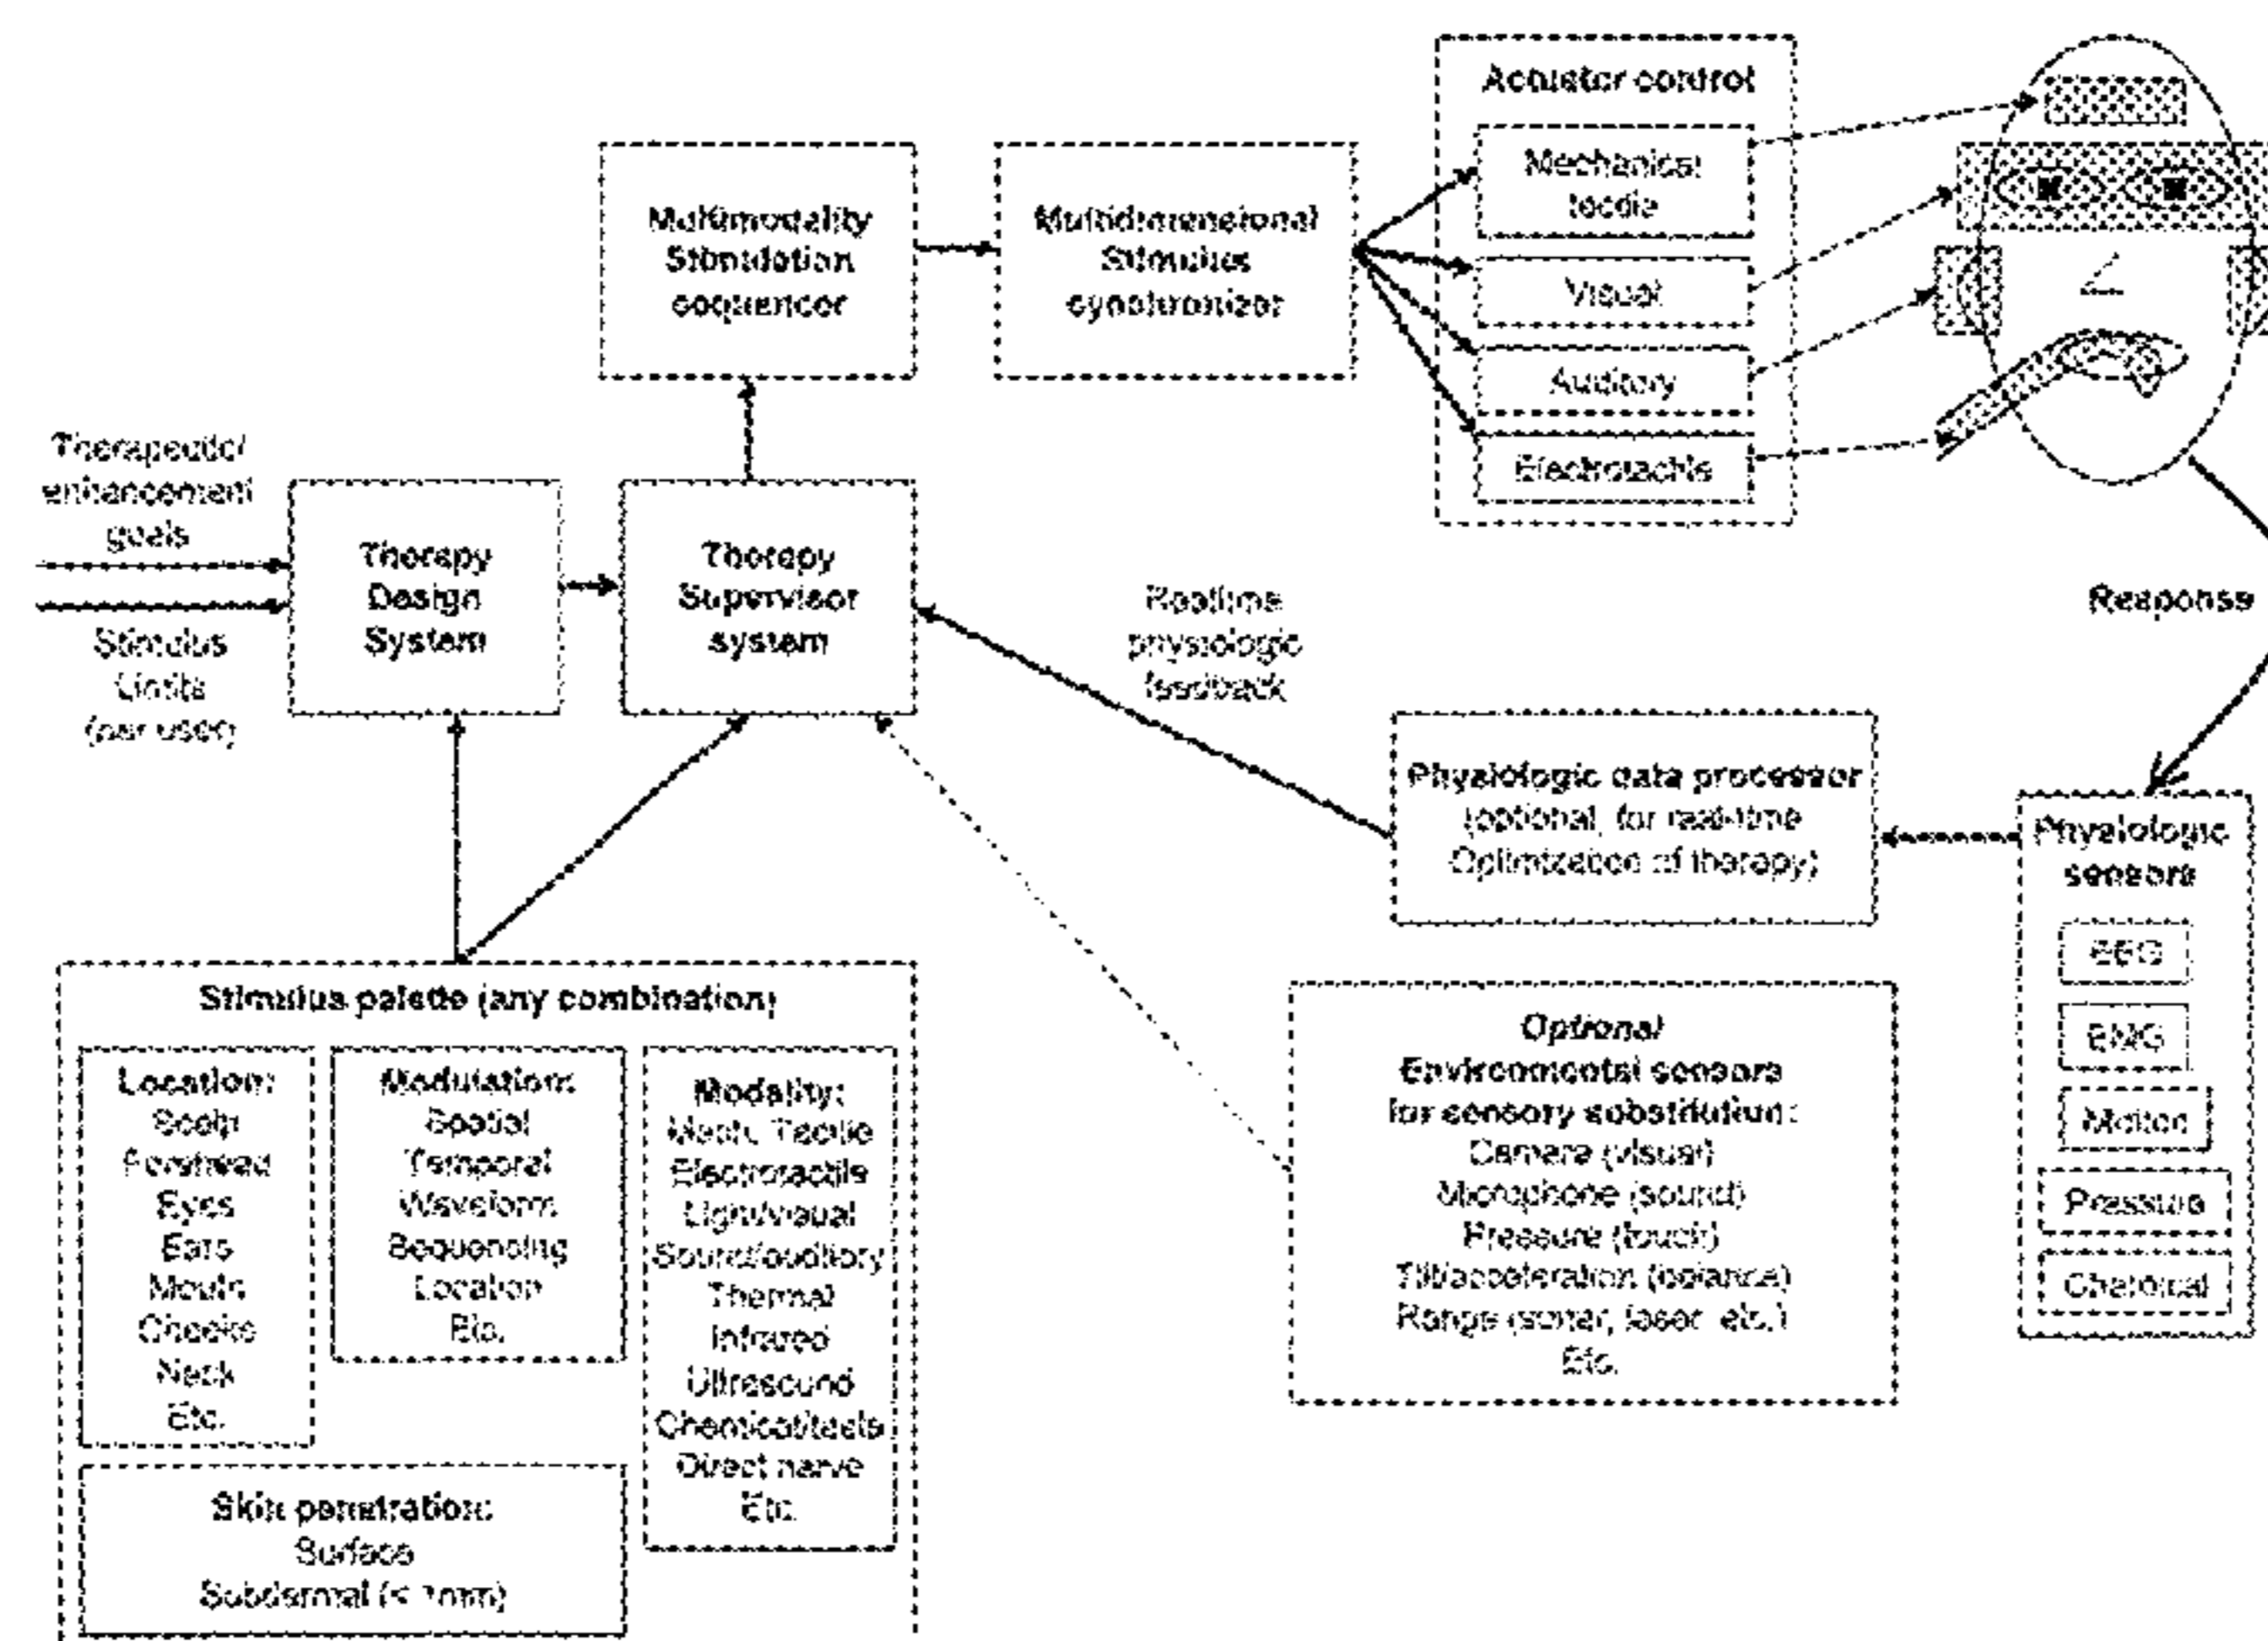 Actuator control
Mechanical
tactile
Visual
Auditory
Electrotactile
Multimodality
Stimulation
sequencer
Multidimensional
Stimulus
synchronizer
Therapeutic/
enhancement
goals
Stimulus
Limits
(per user)
Therapy
Design
System
Therapy
Supervisor
system
Realtime
physiologic
feedback
Response
Physiologic data processor
(optional, for real-time
Optimization of therapy)
Physiologic
sensors
EEG
EMG
Motion
Pressure
Chemical
Stimulus palette (any combination)
Location:
Scalp
Forehead
Eyes
Ears
Mouth
Cheeks
Neck
Etc.
Modulation:
Spatial
Temporal
Waveform
Sequencing
Location
Etc.
Modality:
Mech. Tactile
Electrotactile
Light/visual
Sound/auditory
Thermal
Infrared
Ultrasound
Chemical/taste
Direct nerve
Etc.
Skin penetration:
Surface
Subdermal (< 1mm)
Optional
Environmental sensors
for sensory substitution:
Camera (visual)
Microphone (sound)
Pressure (touch)
Tilt/acceleration (balance)
Range (sonar, laser, etc.)
Etc.